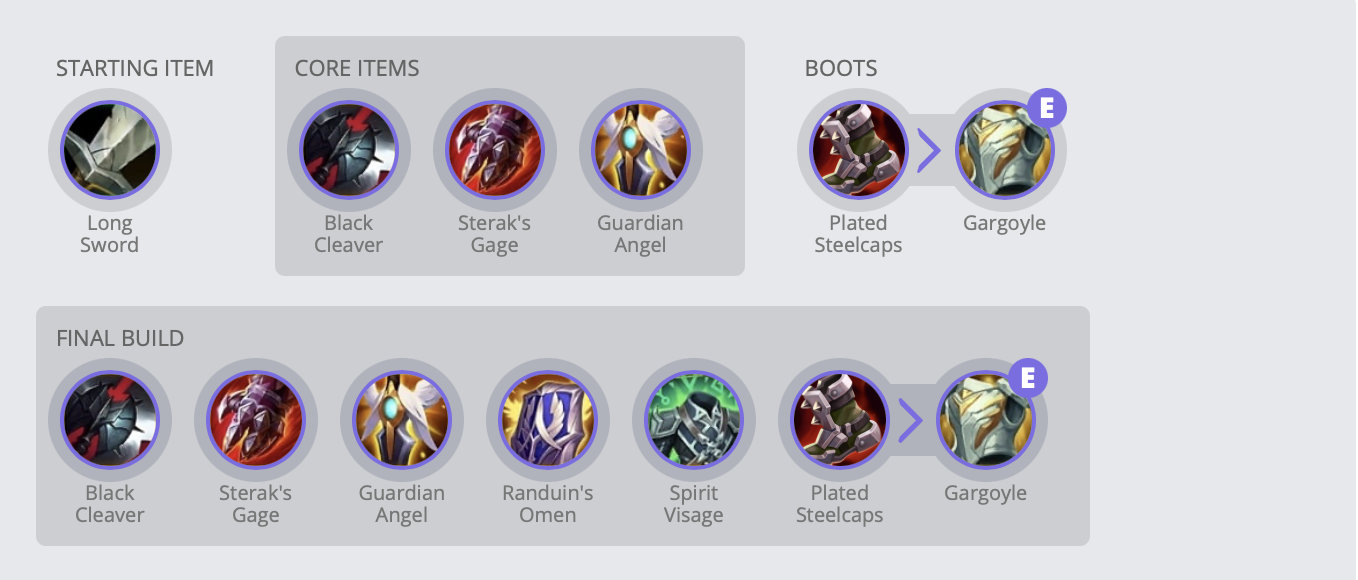 STARTING ITEM
Long
Sword
CORE ITEMS
Black
Cleaver
Sterak's
Gage
Guardian
Angel
BOOTS
Plated
Steelcaps
E
Gargoyle
FINAL BUILD
Black
Cleaver
Sterak's
Gage
Guardian
Angel
Randuin's
Omen
Spirit
Visage
Plated
Steelcaps
E
Gargoyle